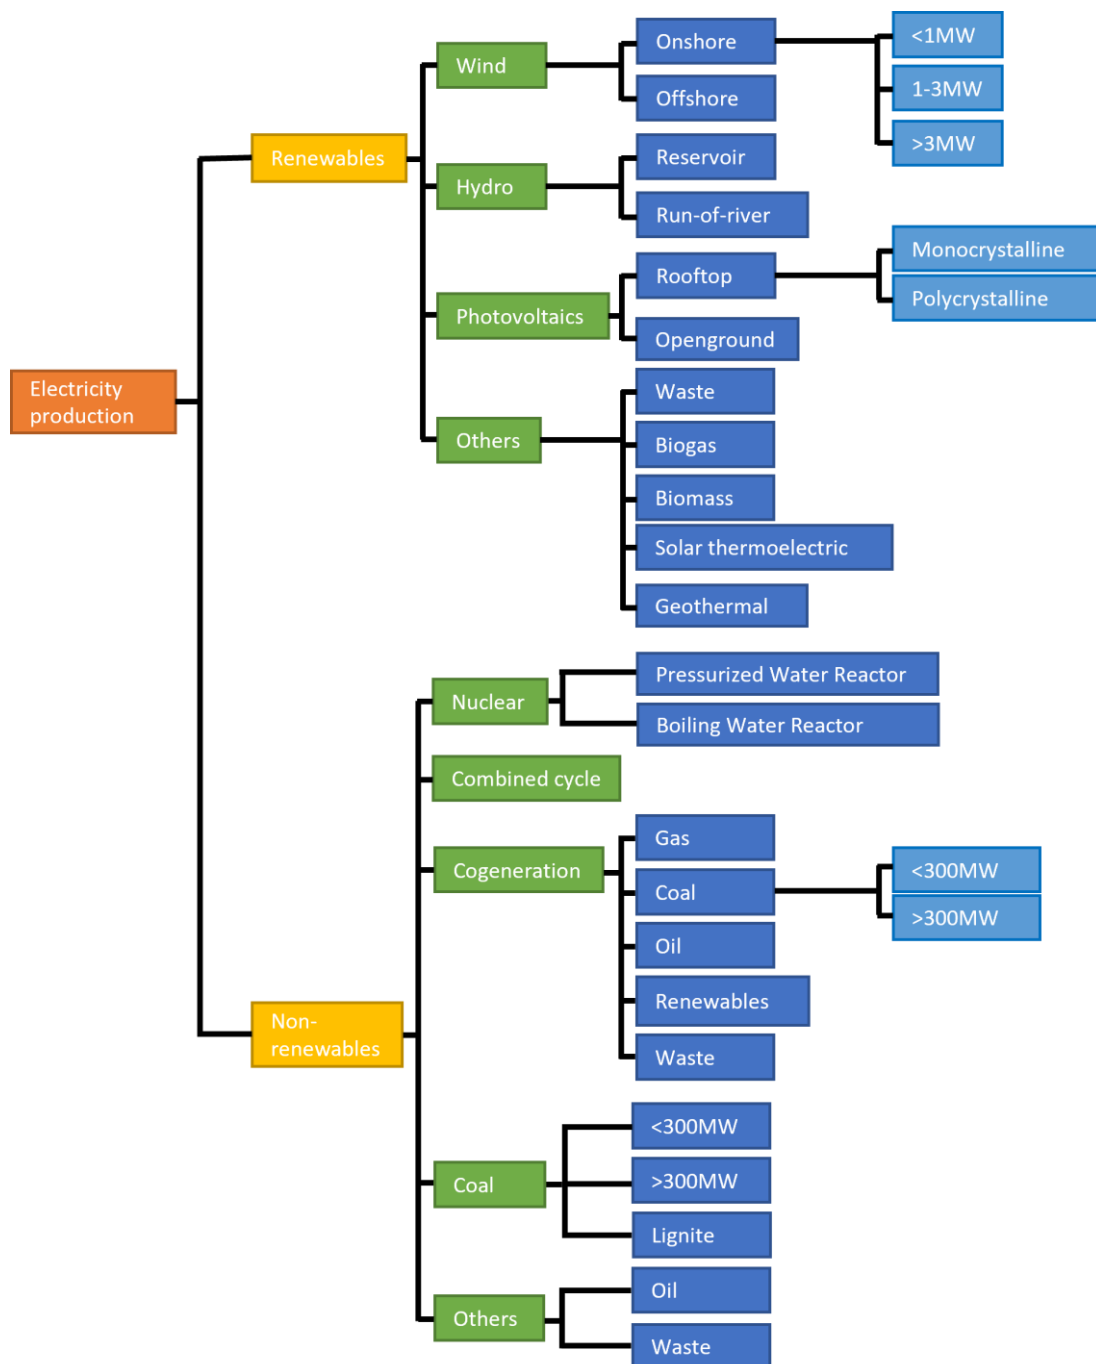 Electricity
production
Renewables
Wind
Onshore
<1MW
1-3MW
>3MW
Offshore
Hydro
Reservoir
Run-of-river
Photovoltaics
Rooftop
Monocrystalline
Polycrystalline
Openground
Others
Waste
Biogas
Biomass
Solar thermoelectric
Geothermal
Non-
renewables
Nuclear
Pressurized Water Reactor
Boiling Water Reactor
Combined cycle
Cogeneration
Gas
Coal
<300MW
>300MW
Oil
Renewables
Waste
Coal
<300MW
>300MW
Lignite
Others
Oil
Waste